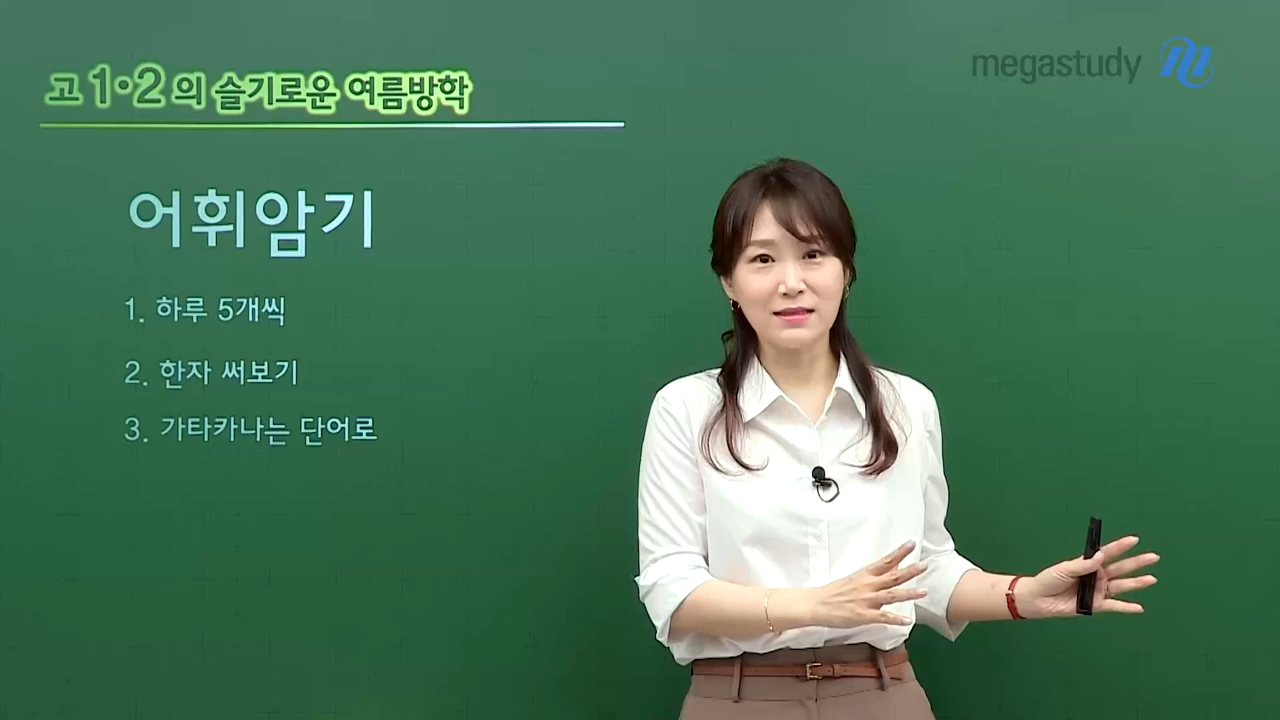 고 1·2 의 슬기로운 여름방학
megastudy
어휘암기
1. 하루 5개씩
2. 한자 써보기
3. 가타카나는 단어로